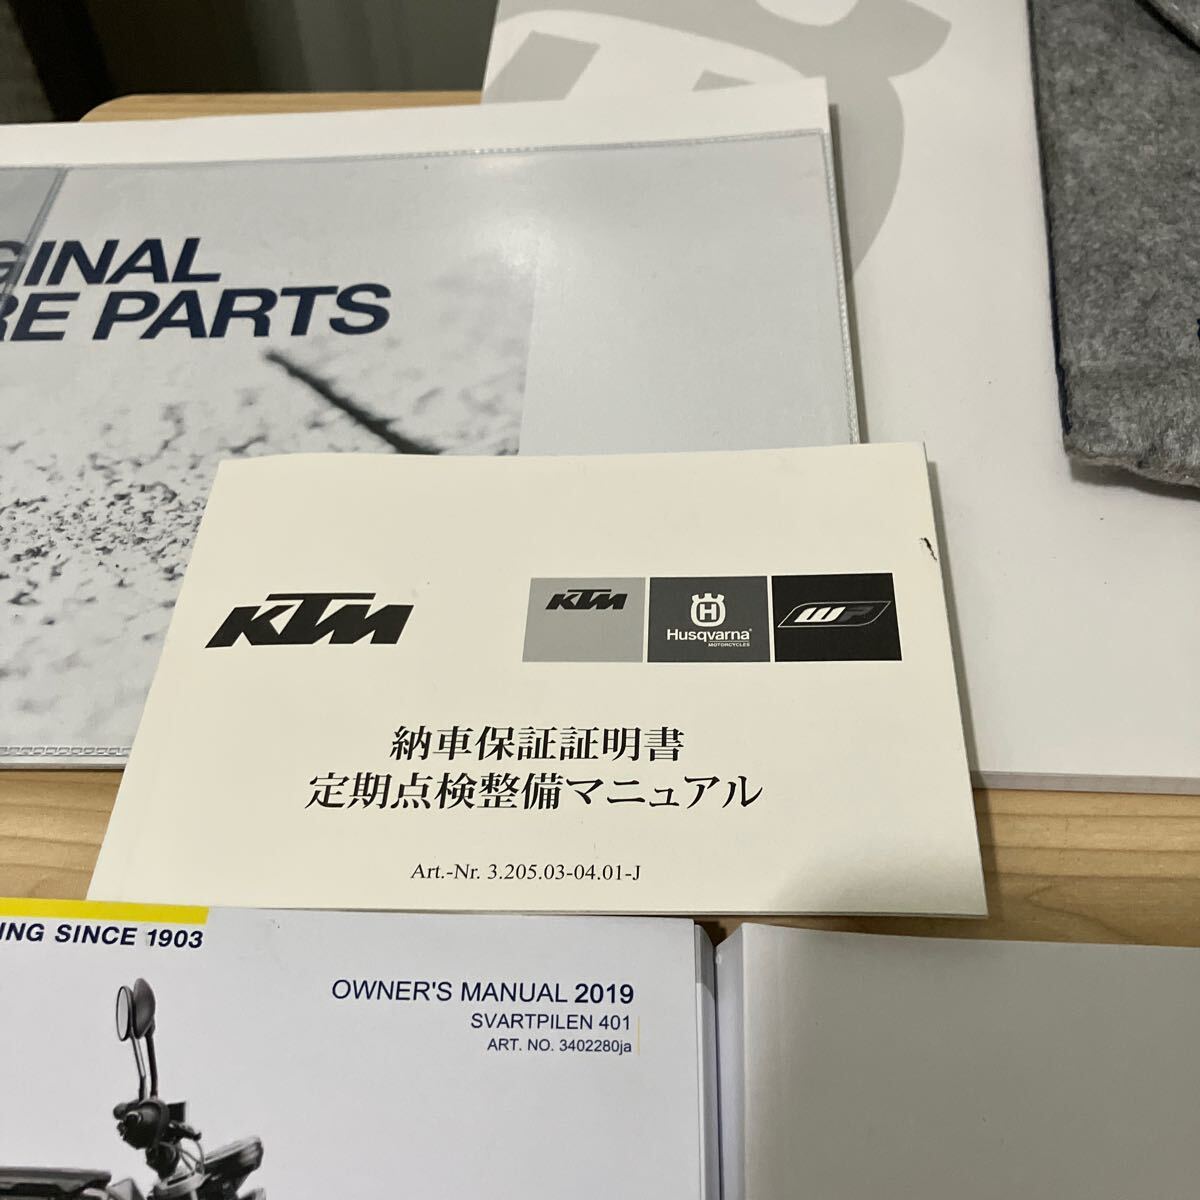 GINAL
RE PARTS
KTM
KTM
Husqvarna
MOTORCYCLES
WP
納車保証証明書
定期点検整備マニュアル
Art.-Nr. 3.205.03-04.01-J
ING SINCE 1903
OWNER'S MANUAL 2019
SVARTPILEN 401
ART. NO. 3402280ja